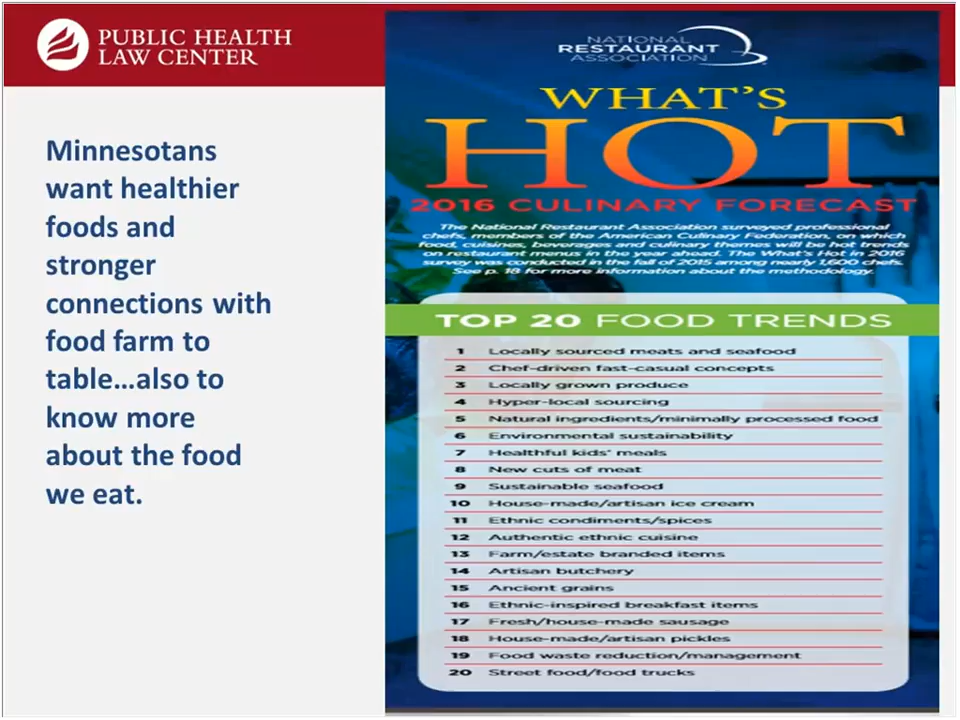 PUBLIC HEALTH
LAW CENTER
Minnesotans
want healthier
foods and
stronger
connections with
food farm to
table…also to
know more
about the food
we eat.
NATIONAL
RESTAURANT
ASSOCIATION
WHAT'S
HOT
2016 CULINARY FORECAST
The National Restaurant Association surveyed professional
chefs, members of the American Culinary Federation, on which
food, cuisines, beverages and culinary themes will be hot trends
on restaurant menus in the year ahead. The What's Hot in 2016
survey was conducted in the fall of 2015 among nearly 1,600 chefs.
See p. 18 for more information about the methodology.
TOP 20 FOOD TRENDS
1 Locally sourced meats and seafood
2 Chef-driven fast-casual concepts
3 Locally grown produce
4 Hyper-local sourcing
5 Natural ingredients/minimally processed food
6 Environmental sustainability
7 Healthful kids' meals
8 New cuts of meat
9 Sustainable seafood
10 House-made/artisan ice cream
11 Ethnic condiments/spices
12 Authentic ethnic cuisine
13 Farm/estate branded items
14 Artisan butchery
15 Ancient grains
16 Ethnic-inspired breakfast items
17 Fresh/house-made sausage
18 House-made/artisan pickles
19 Food waste reduction/management
20 Street food/food trucks